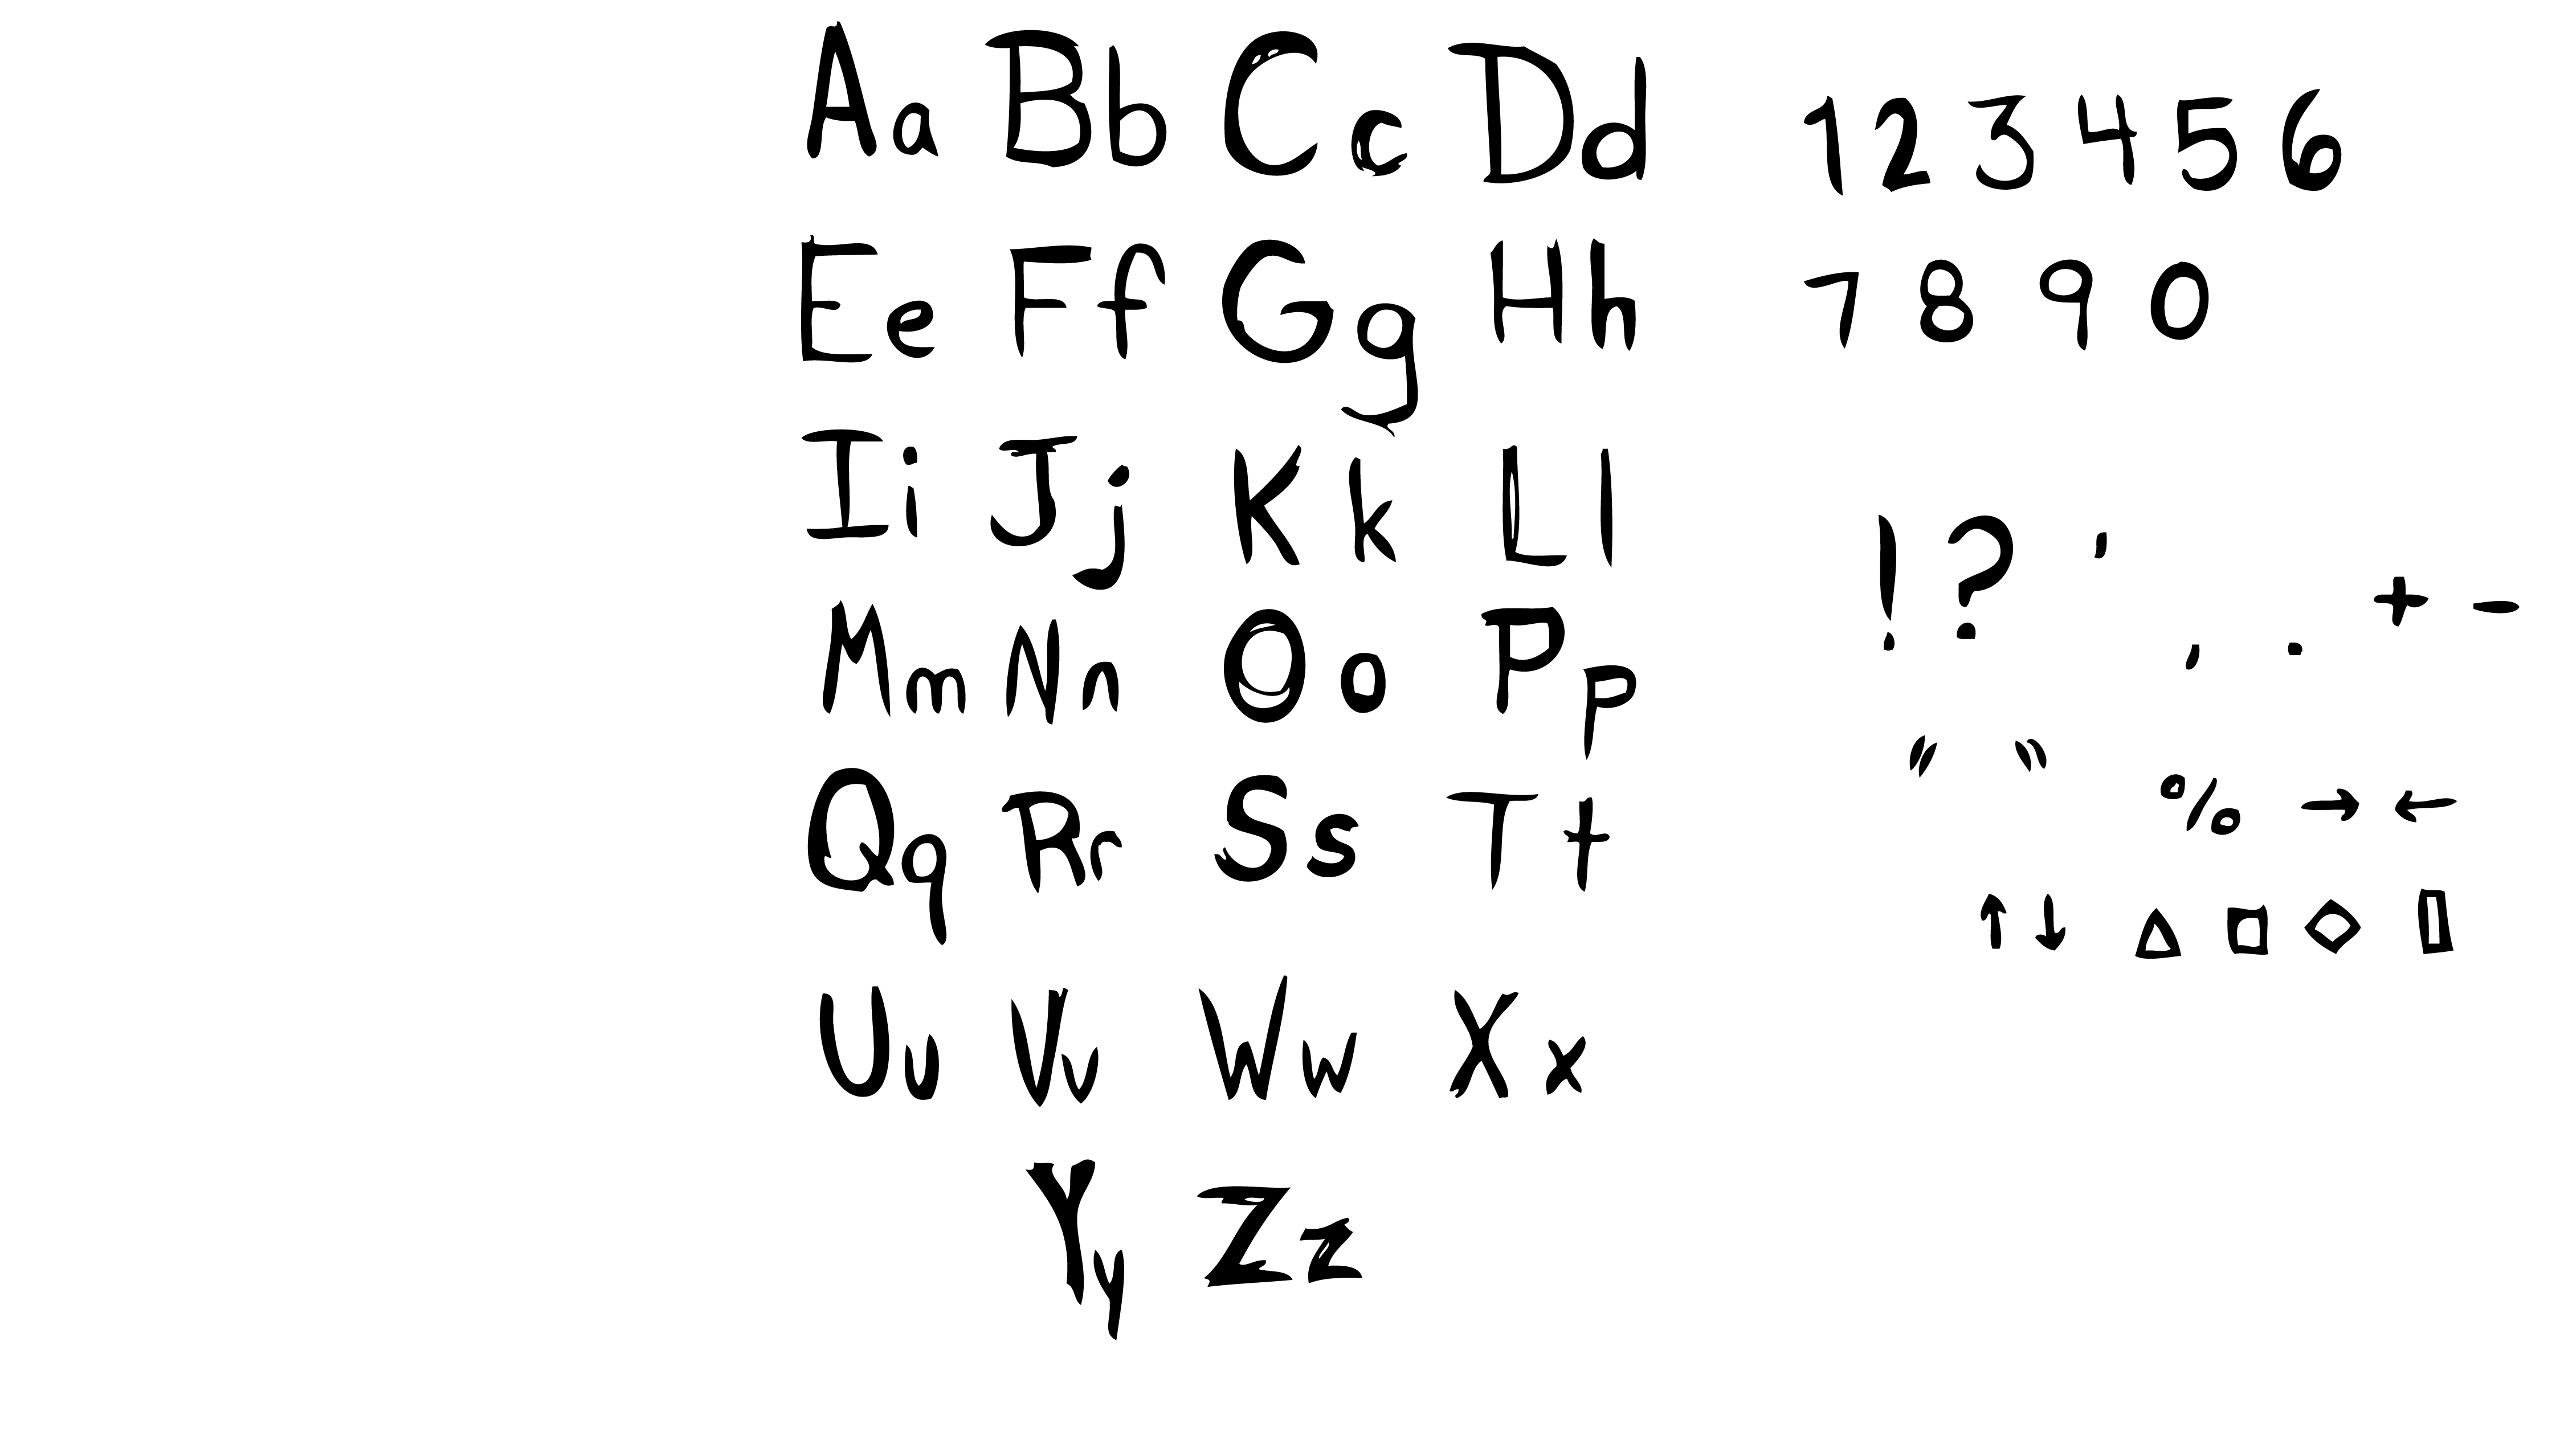 Aa Bb Cc Dd
1 2 3 4 5 6
Ee Ff Gg Hh
7 8 9 0
Ii Jj Kk Ll
! ? ' , . + -
Mm Nn Oo Pp
" " % → ←
Qq Rr Ss Tt
↑ ↓ △ □ ◇ ▯
Uu Vv Ww Xx
Yy Zz